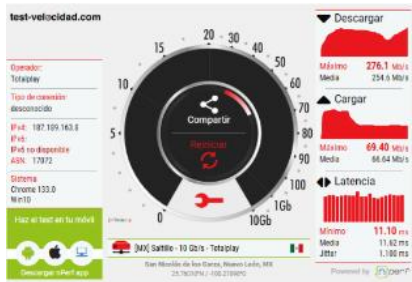 test-velocidad.com
Operador:
Totalplay
Tipo de conexión:
desconocido
IPv4: 187.189.163.8
IPv6:
IPv6 no disponible
ASN: 17072
Sistema
Chrome 133.0
Win10
Haz el test en tu móvil
Descargar nPerf app
0
5
10
15
20
30
40
50
60
70
80
90
100
1Gb
10Gb
Compartir
Reiniciar
[MX] Saltillo - 10 Gb/s - Totalplay
San Nicolás de los Garza, Nuevo León, MX
Descargar
Máximo 276.1 Mb/s
Media 254.6 Mb/s
Cargar
Máximo 69.40 Mb/s
Media 66.64 Mb/s
Latencia
Mínimo 11.10 ms
Media 11.62 ms
Jitter 1.100 ms
Powered by nPerf